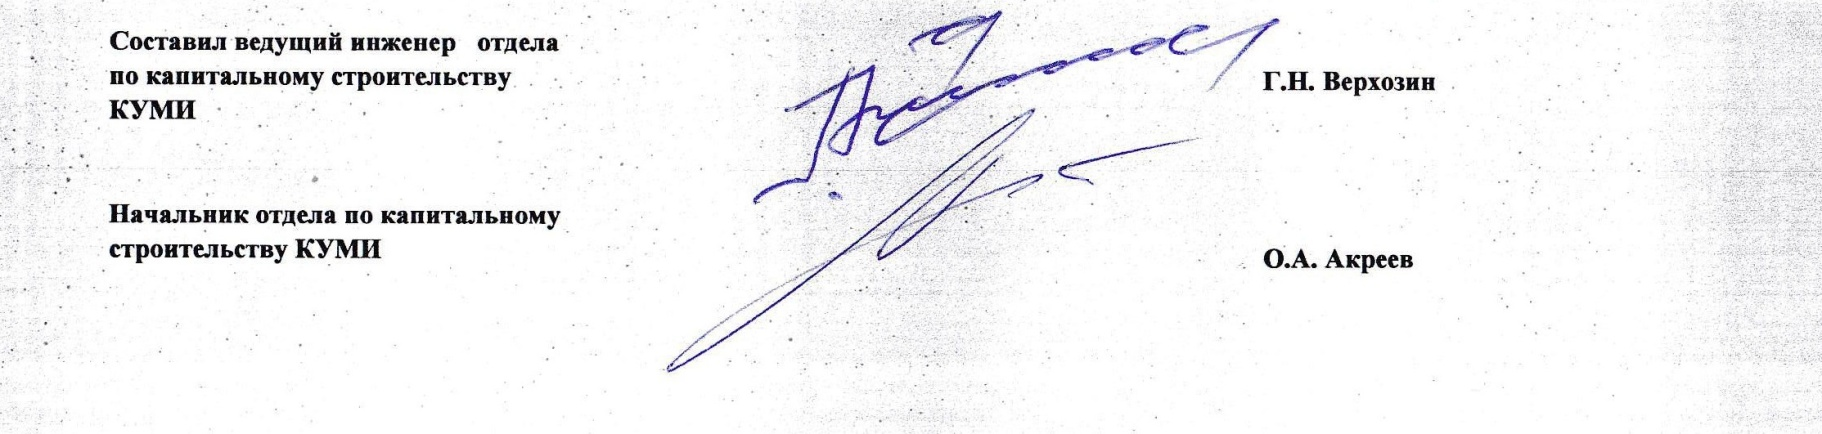 Составил ведущий инженер отдела
по капитальному строительству
КУМИ
Г.Н. Верхозин
Начальник отдела по капитальному
строительству КУМИ
О.А. Акреев